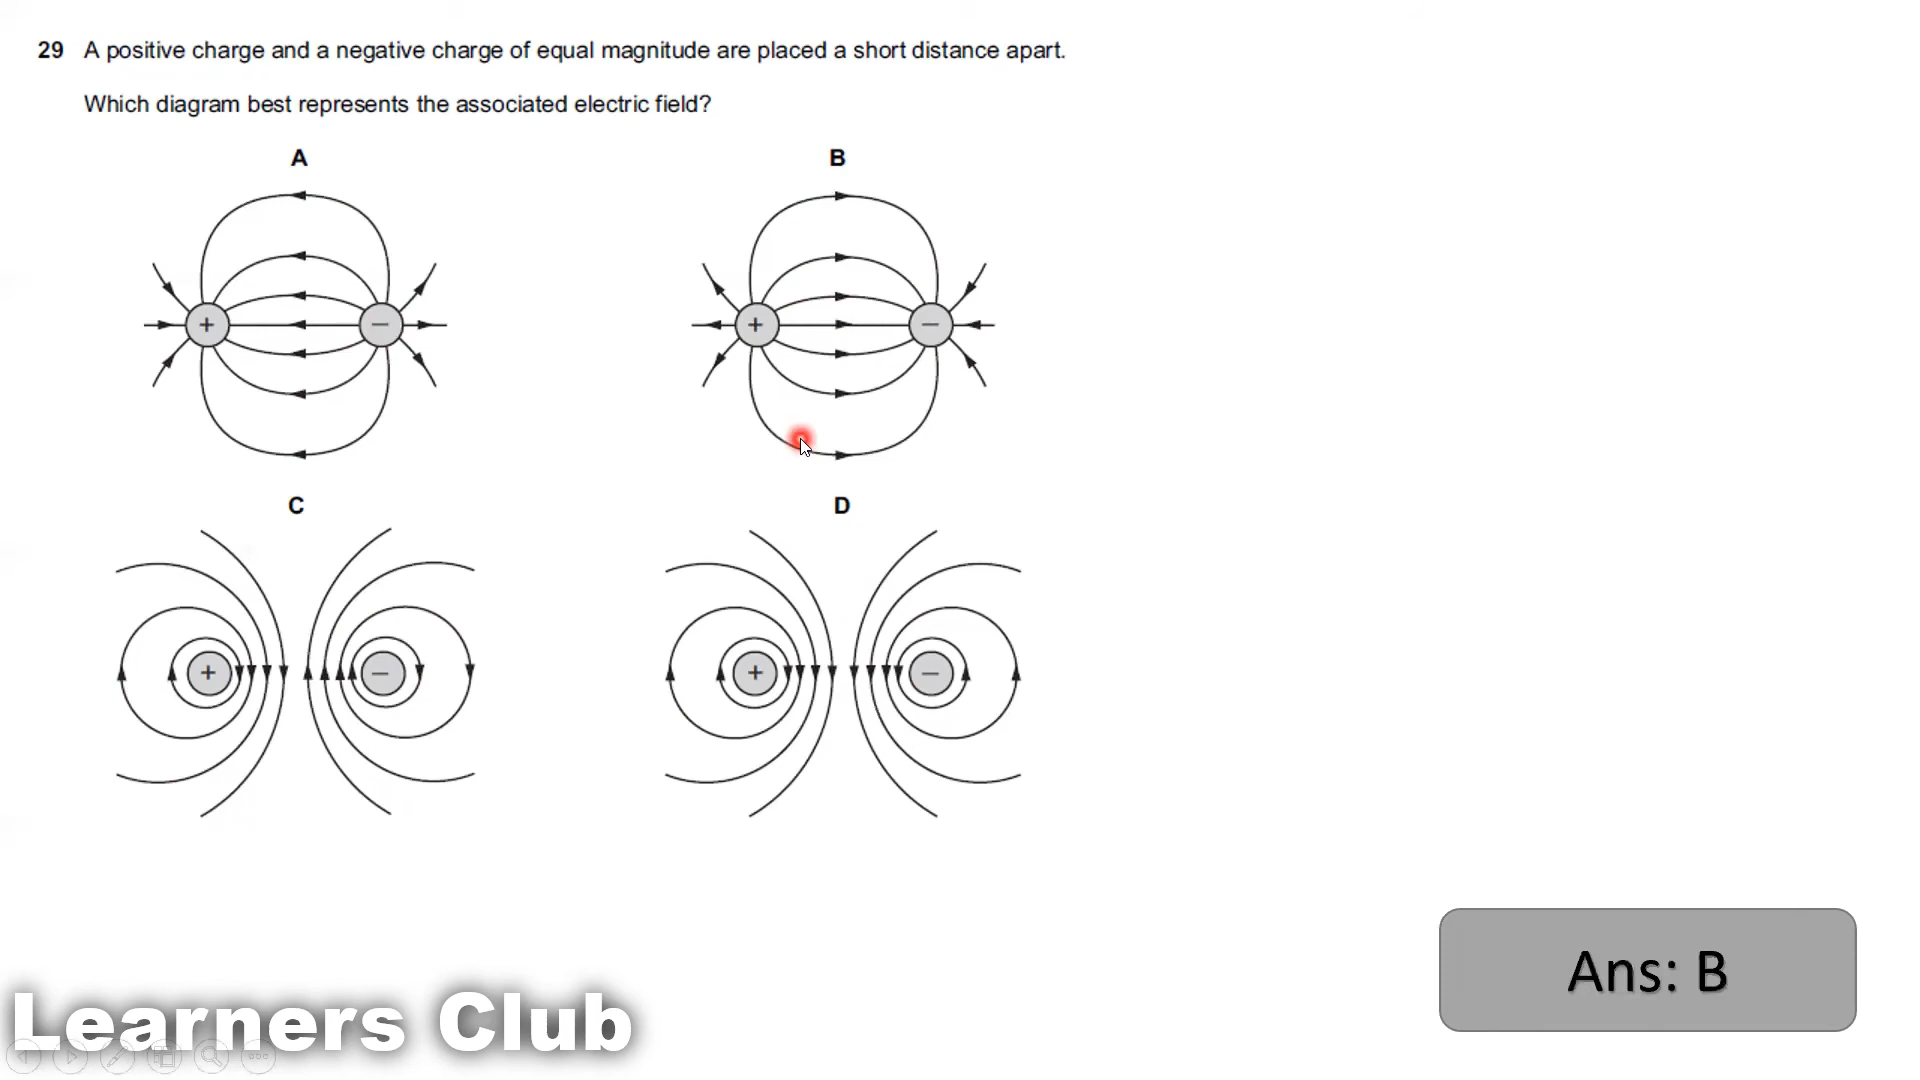 29 A positive charge and a negative charge of equal magnitude are placed a short distance apart.
Which diagram best represents the associated electric field?
A
B
+ −
+ −
C
D
+ −
+ −
Ans: B
Learners Club
abc